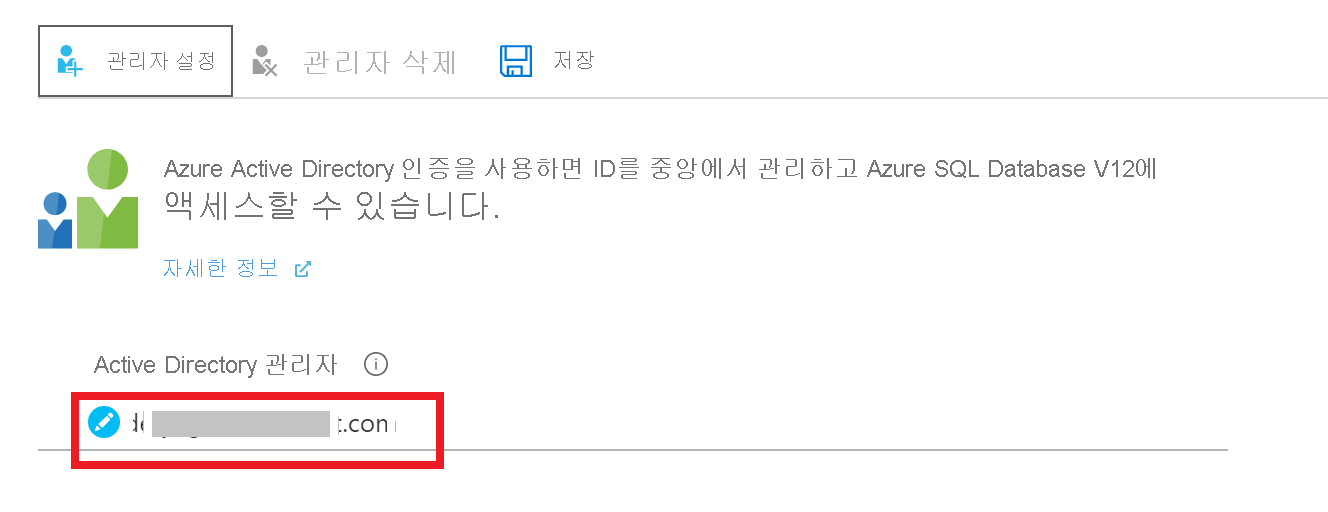 관리자 설정 관리자 삭제 저장
Azure Active Directory 인증을 사용하면 ID를 중앙에서 관리하고 Azure SQL Database V12에
액세스할 수 있습니다.
자세한 정보
Active Directory 관리자